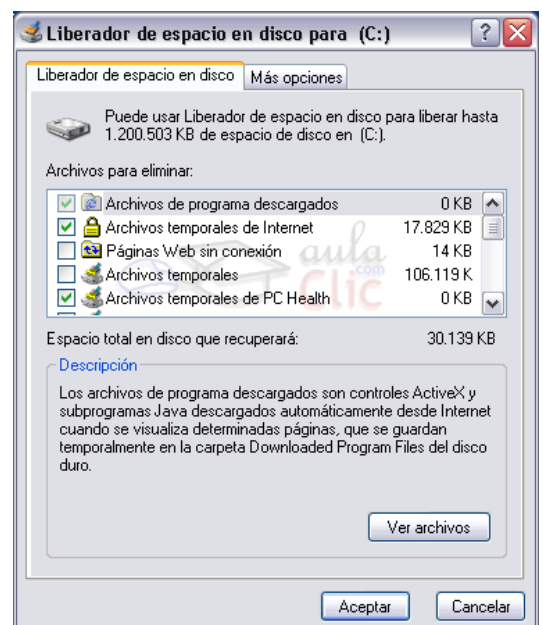 Liberador de espacio en disco para (C:)
Liberador de espacio en disco
Más opciones
Puede usar Liberador de espacio en disco para liberar hasta
1.200.503 KB de espacio de disco en (C:).
Archivos para eliminar:
Archivos de programa descargados 0 KB
Archivos temporales de Internet 17.829 KB
Páginas Web sin conexión 14 KB
Archivos temporales 106.119 K
Archivos temporales de PC Health 0 KB
aula
Clic
.com
Espacio total en disco que recuperará: 30.139 KB
Descripción
Los archivos de programa descargados son controles ActiveX y
subprogramas Java descargados automáticamente desde Internet
cuando se visualiza determinadas páginas, que se guardan
temporalmente en la carpeta Downloaded Program Files del disco
duro.
Ver archivos
Aceptar
Cancelar